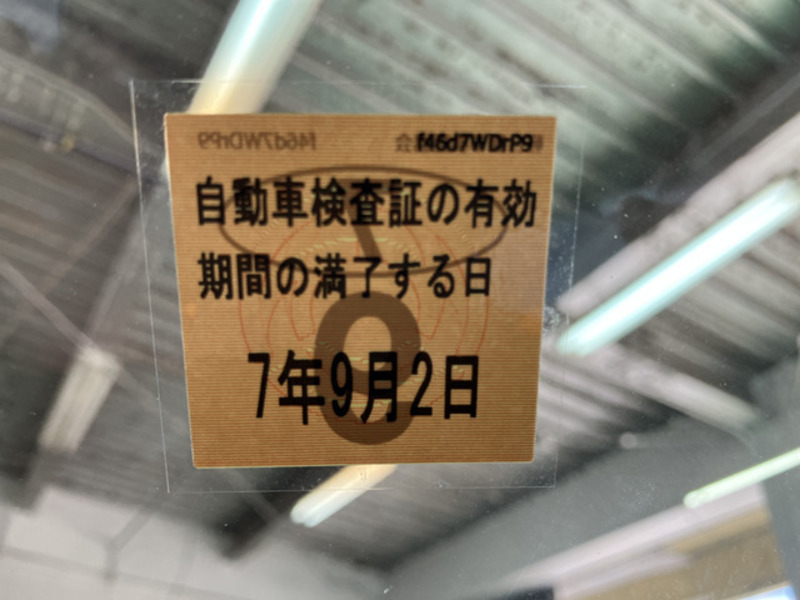 f46d7WDrP9
自動車検査証の有効
期間の満了する日
7年9月2日